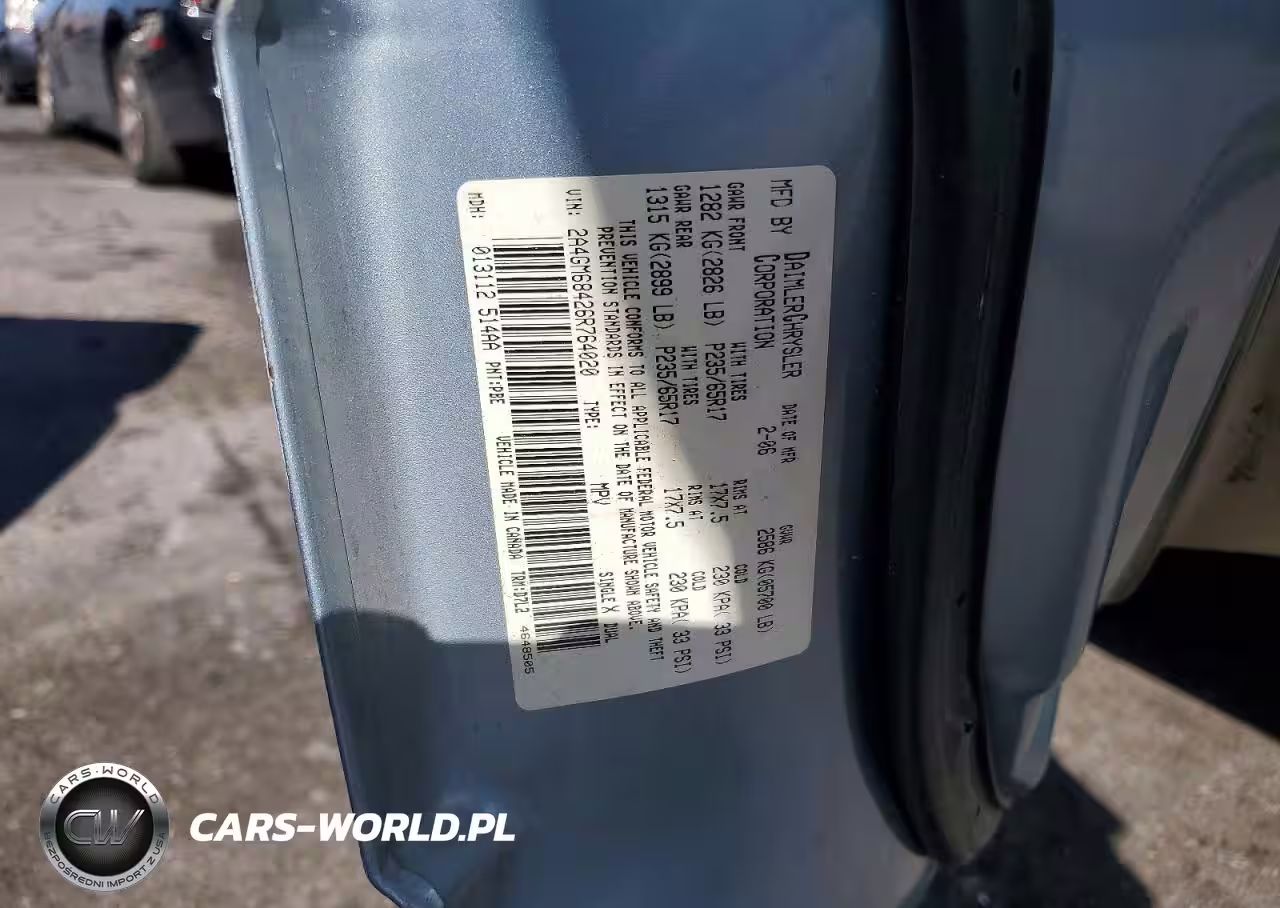 MFD BY DAIMLERCHRYSLER CORPORATION DATE OF MFR 2-06 GVWR 2586 KG(05700 LB)
GAWR FRONT WITH TIRES RIMS AT COLD
1282 KG(2826 LB) P235/65R17 17X7.5 230 KPA( 33 PSI)
GAWR REAR WITH TIRES RIMS AT COLD
1315 KG(2899 LB) P235/65R17 17X7.5 230 KPA( 33 PSI)
THIS VEHICLE CONFORMS TO ALL APPLICABLE FEDERAL MOTOR VEHICLE SAFETY AND THEFT
PREVENTION STANDARDS IN EFFECT ON THE DATE OF MANUFACTURE SHOWN ABOVE.
VIN: 2A4GM68426R764020 TYPE: MPV SINGLE X DUAL
MDH: 013112 514AA PNT:PBE VEHICLE MADE IN CANADA TRM:D7L2 4648505
CARS-WORLD
CW
BEZPOŚREDNI IMPORT Z USA
CARS-WORLD.PL